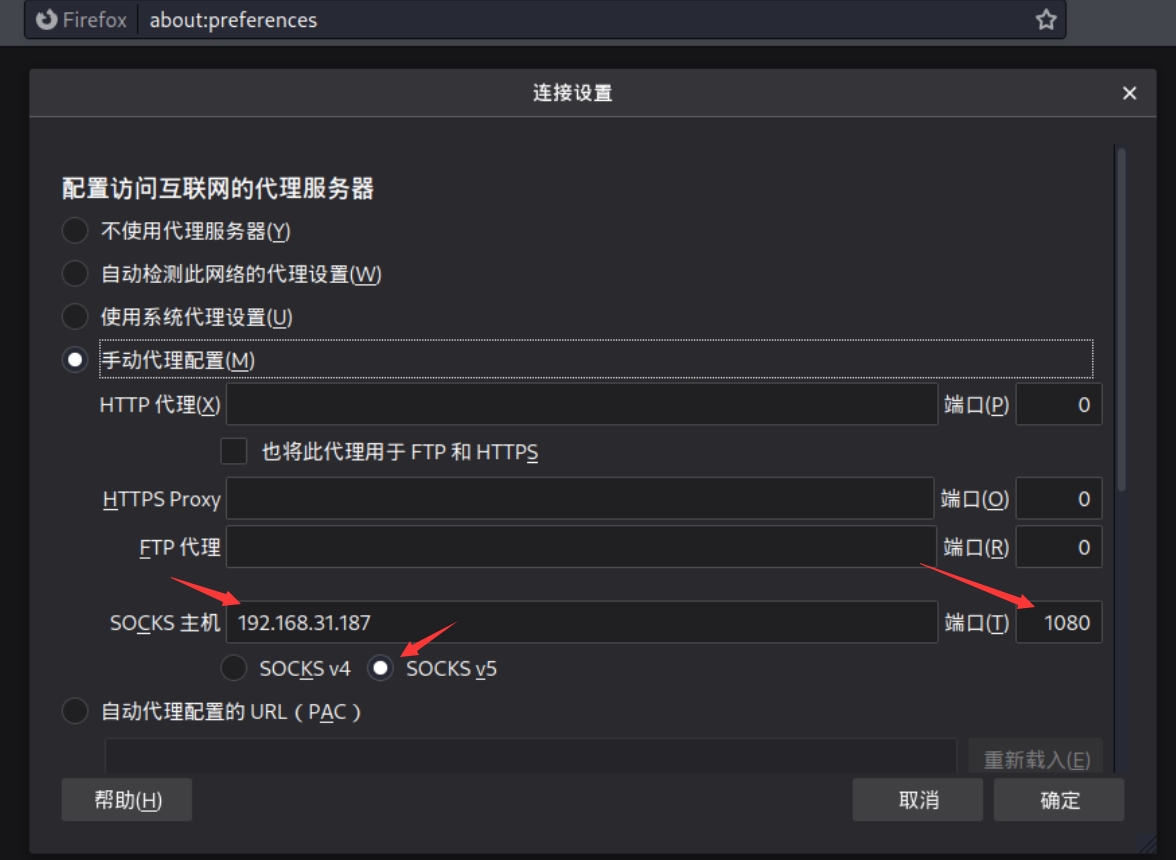 Firefox about:preferences
连接设置
配置访问互联网的代理服务器
不使用代理服务器(Y)
自动检测此网络的代理设置(W)
使用系统代理设置(U)
手动代理配置(M)
HTTP 代理(X) 端口(P) 0
也将此代理用于 FTP 和 HTTPS
HTTPS Proxy 端口(O) 0
FTP 代理 端口(R) 0
SOCKS 主机 192.168.31.187 端口(T) 1080
SOCKS v4 SOCKS v5
自动代理配置的 URL（PAC）
重新载入(E)
帮助(H) 取消 确定